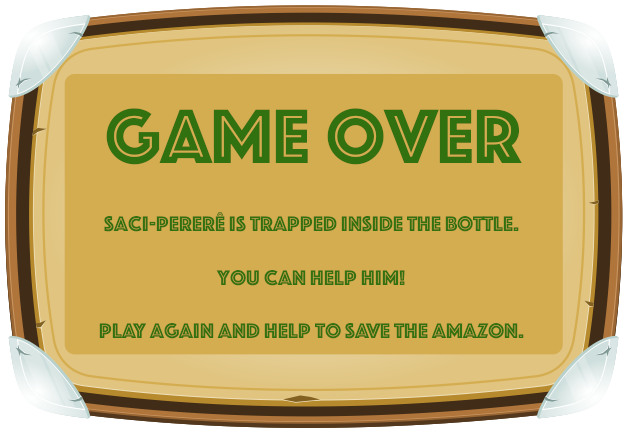 GAME OVER
SACI-PERERÊ IS TRAPPED INSIDE THE BOTTLE.
YOU CAN HELP HIM!
PLAY AGAIN AND HELP TO SAVE THE AMAZON.